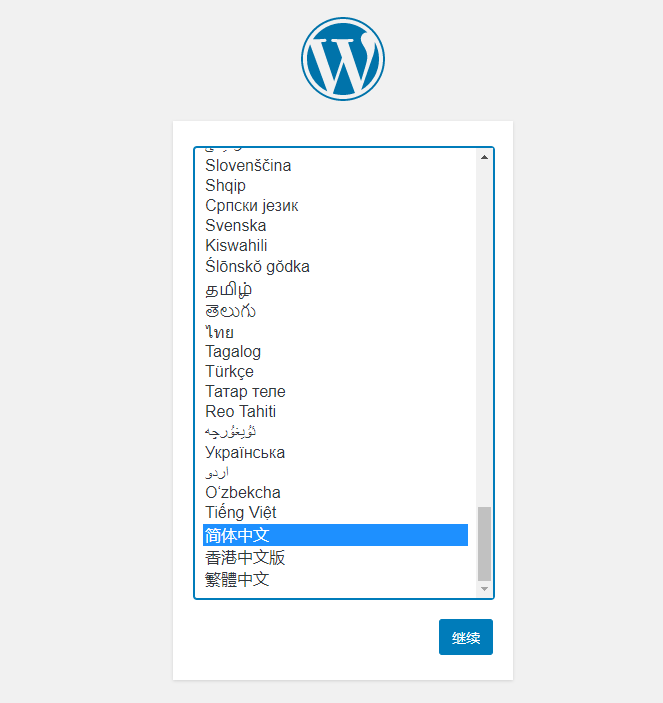 Slovenščina
Shqip
Српски језик
Svenska
Kiswahili
Ślōnskŏ gŏdka
தமிழ்
తెలుగు
ไทย
Tagalog
Türkçe
Татар теле
Reo Tahiti
ئۇيغۇرچە
Українська
اردو
O‘zbekcha
Tiếng Việt
简体中文
香港中文版
繁體中文
继续